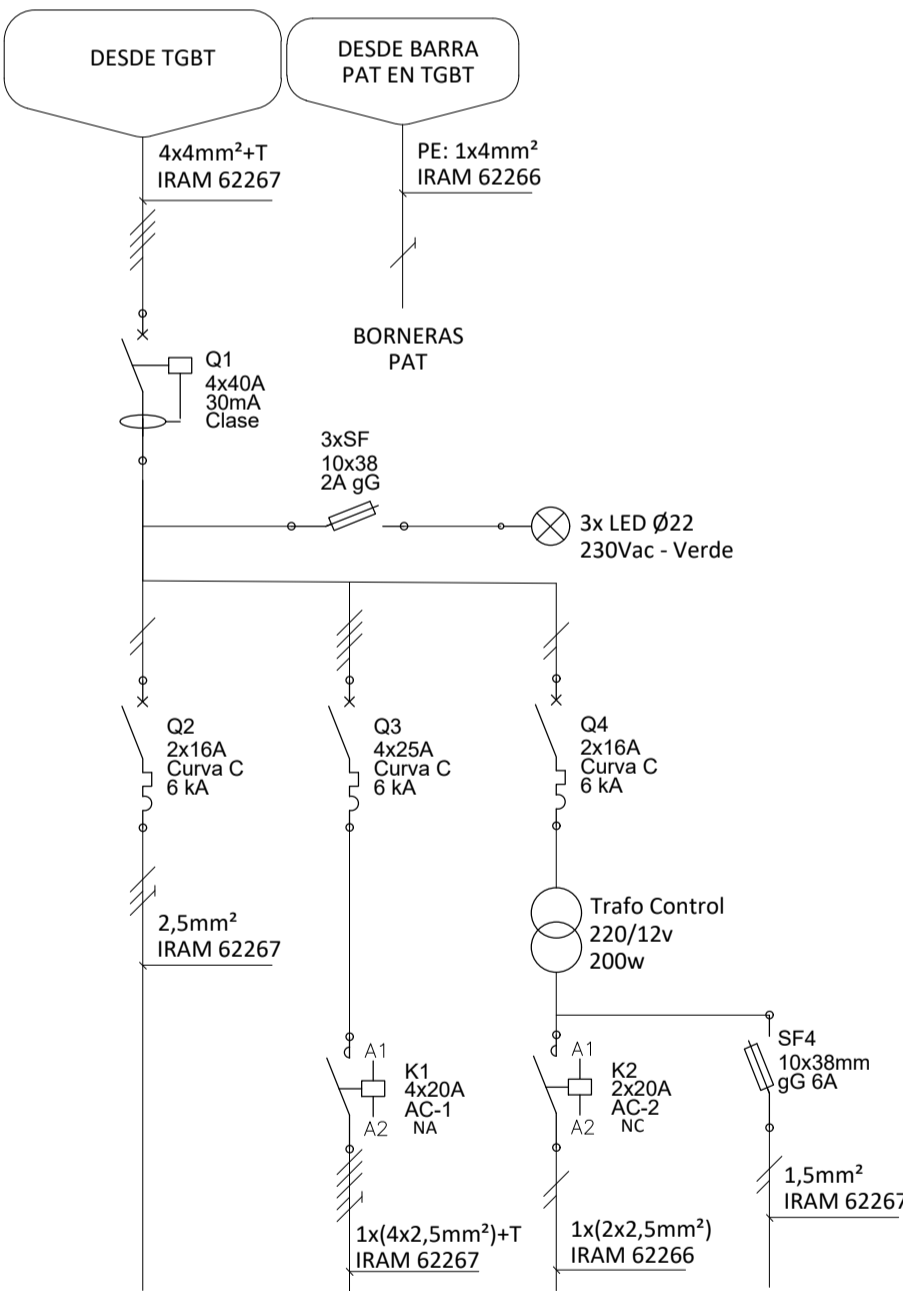 DESDE TGBT
DESDE BARRA
PAT EN TGBT
4x4mm²+T
IRAM 62267
PE: 1x4mm²
IRAM 62266
BORNERAS
PAT
Q1
4x40A
30mA
Clase
3xSF
10x38
2A gG
3x LED Ø22
230Vac - Verde
Q2
2x16A
Curva C
6 kA
Q3
4x25A
Curva C
6 kA
Q4
2x16A
Curva C
6 kA
2,5mm²
IRAM 62267
Trafo Control
220/12v
200w
A1
K1
4x20A
AC-1
A2 NA
A1
K2
2x20A
AC-2
A2 NC
SF4
10x38mm
gG 6A
1x(4x2,5mm²)+T
IRAM 62267
1x(2x2,5mm²)
IRAM 62266
1,5mm²
IRAM 62267